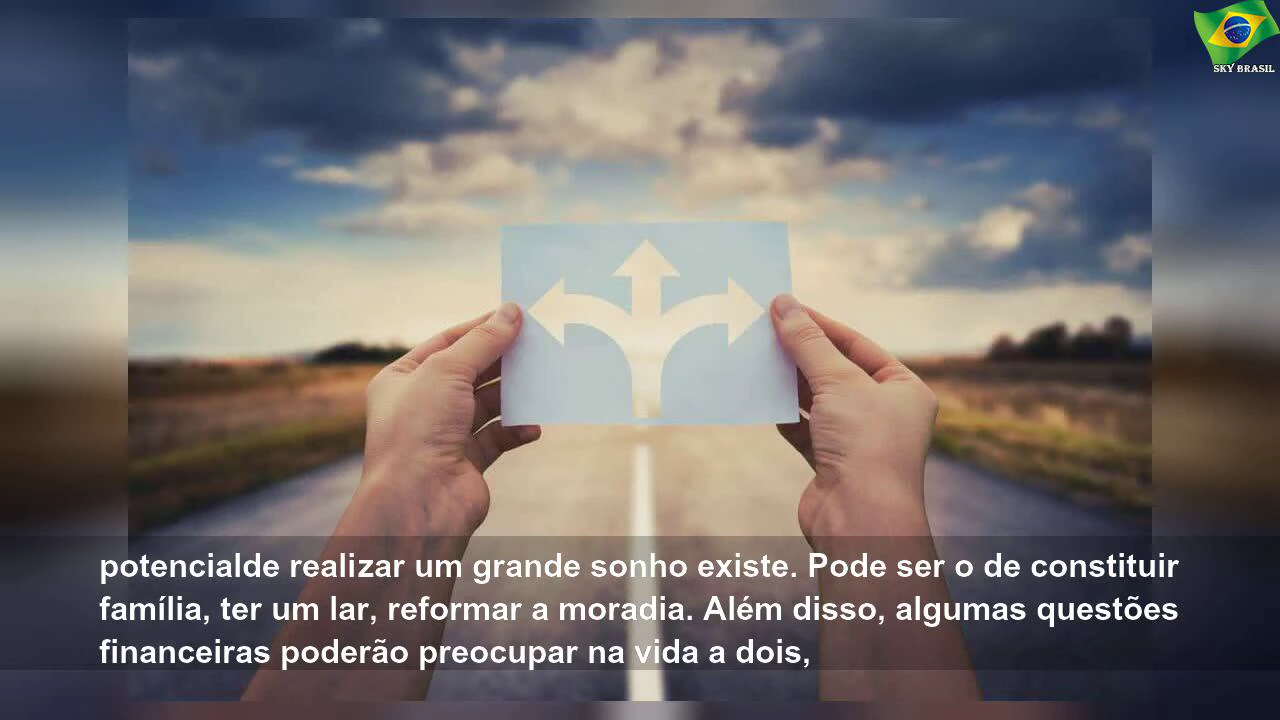 SKY BRASIL
potencialde realizar um grande sonho existe. Pode ser o de constituir
família, ter um lar, reformar a moradia. Além disso, algumas questões
financeiras poderão preocupar na vida a dois,